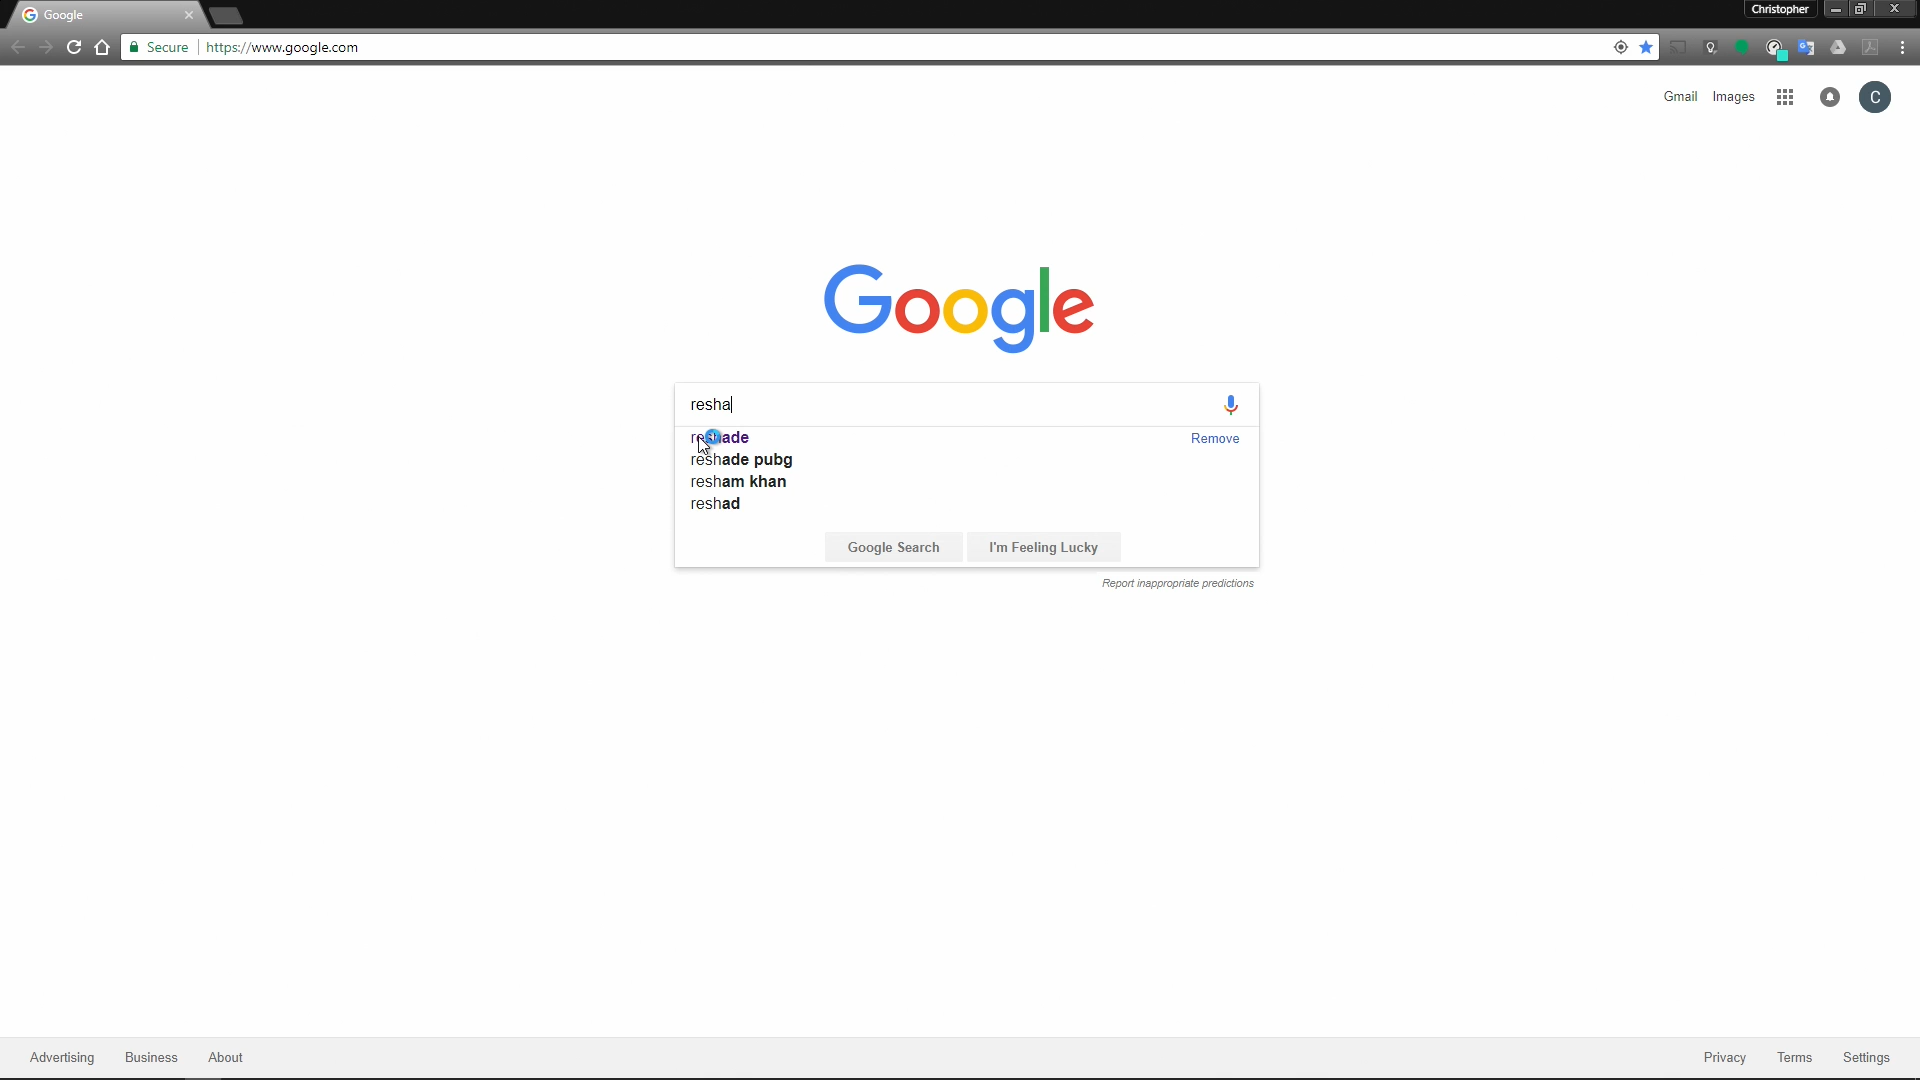 Google
Christopher
Secure
https://www.google.com
Gmail
Images
C
Google
resha
reshade
Remove
reshade pubg
resham khan
reshad
Google Search
I'm Feeling Lucky
Report inappropriate predictions
Advertising
Business
About
Privacy
Terms
Settings